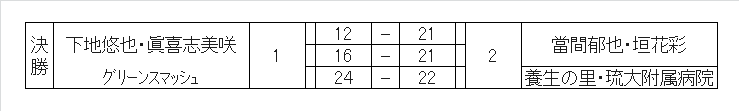 決勝
下地悠也・眞喜志美咲
グリーンスマッシュ
1
12 － 21
16 － 21
24 － 22
2
當間郁也・垣花彩
養生の里・琉大附属病院